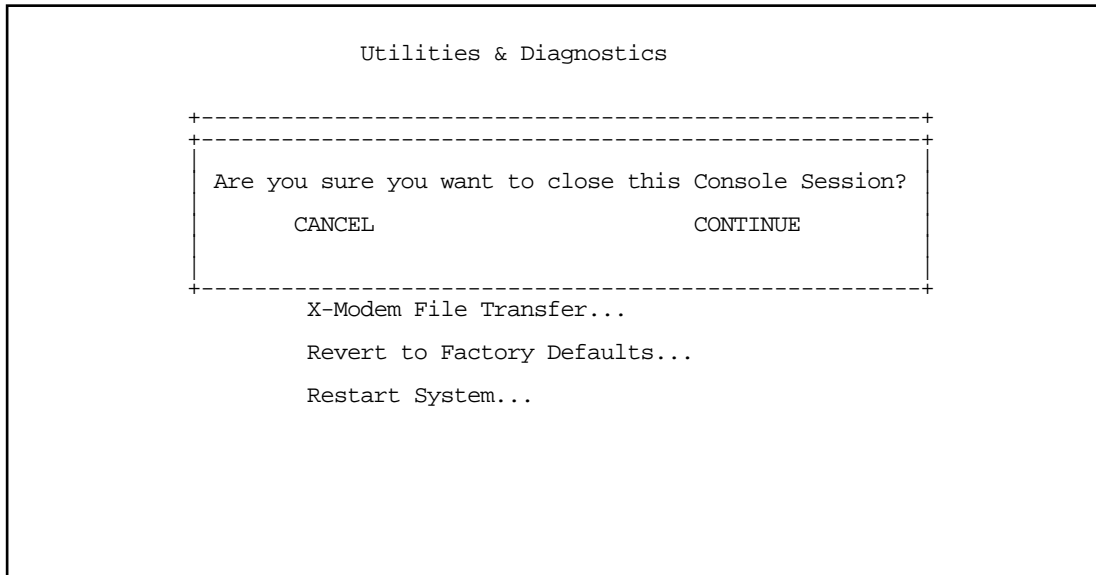 Utilities & Diagnostics
+------------------------------------------------------+
+------------------------------------------------------+
Are you sure you want to close this Console Session?
CANCEL CONTINUE
+------------------------------------------------------+
X-Modem File Transfer...
Revert to Factory Defaults...
Restart System...